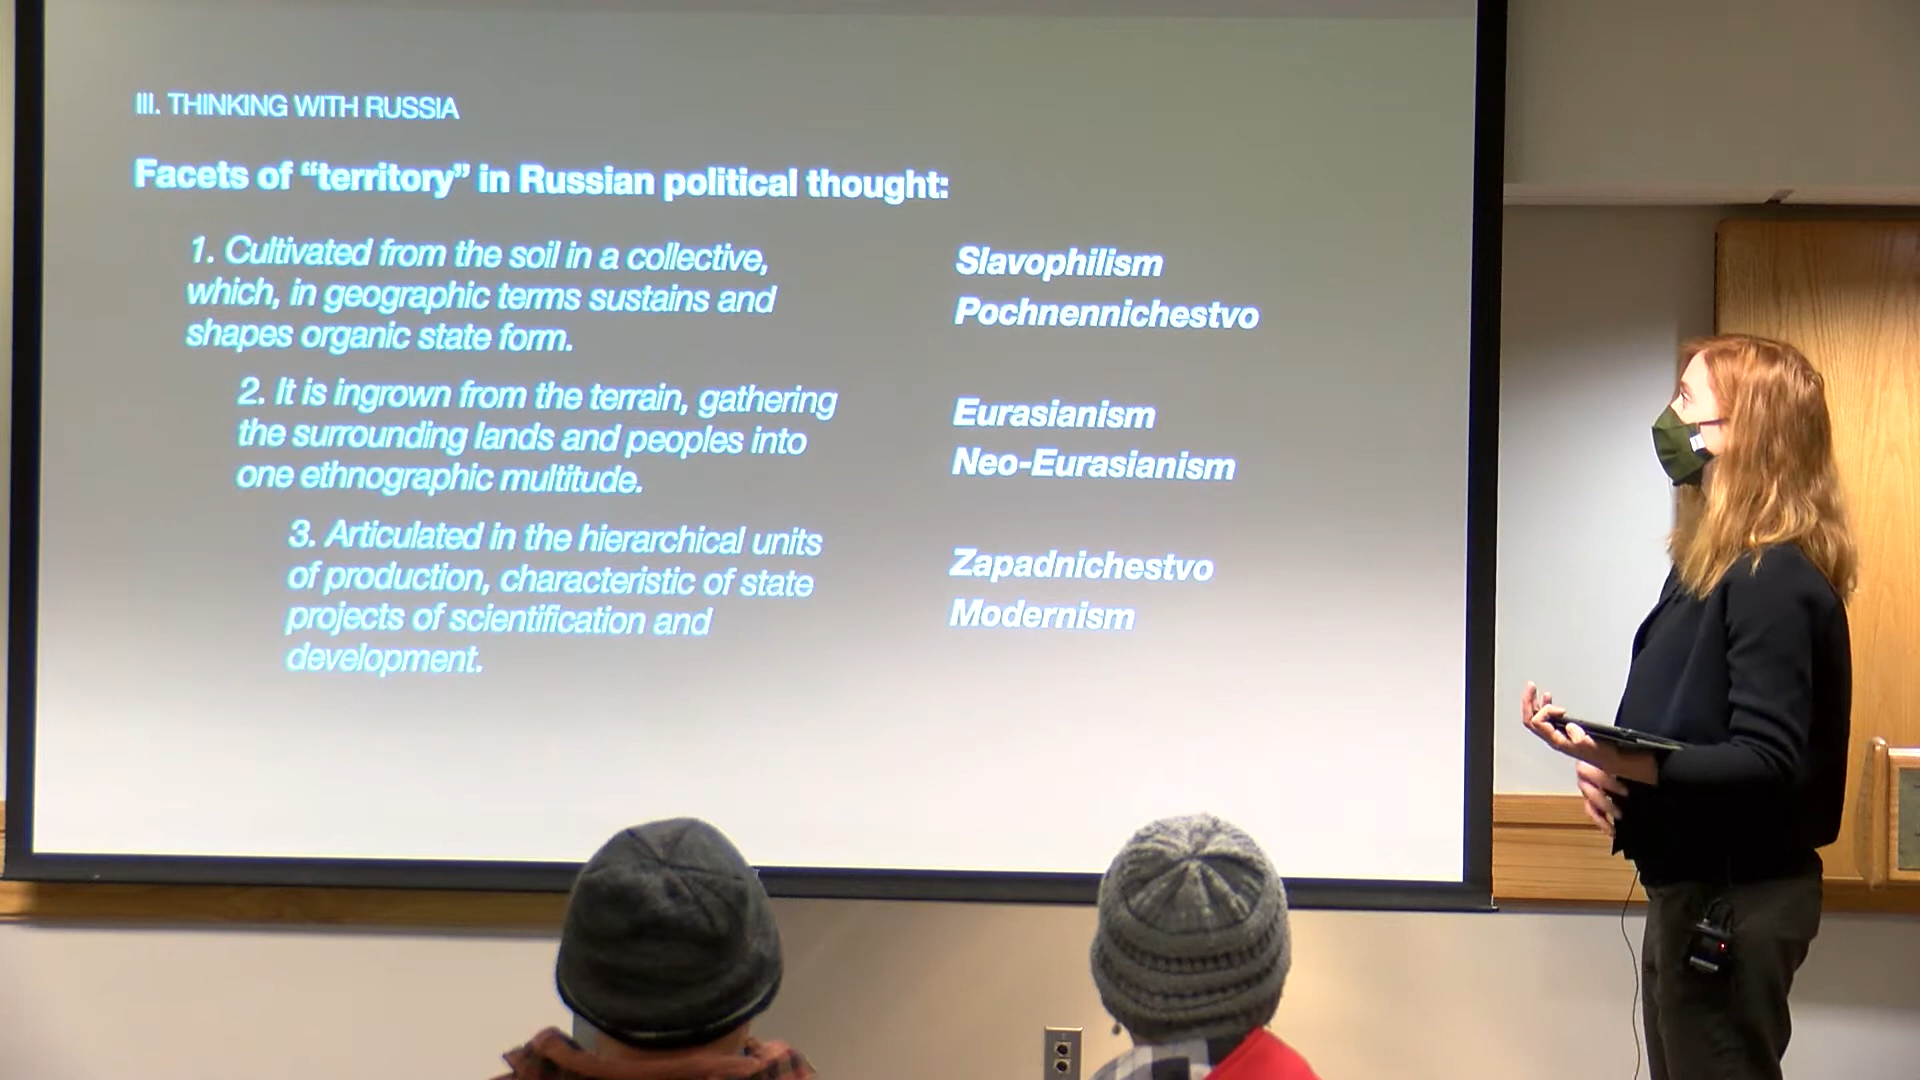 III. THINKING WITH RUSSIA
Facets of “territory” in Russian political thought:
1. Cultivated from the soil in a collective,
which, in geographic terms sustains and
shapes organic state form.
Slavophilism
Pochnennichestvo
2. It is ingrown from the terrain, gathering
the surrounding lands and peoples into
one ethnographic multitude.
Eurasianism
Neo-Eurasianism
3. Articulated in the hierarchical units
of production, characteristic of state
projects of scientification and
development.
Zapadnichestvo
Modernism